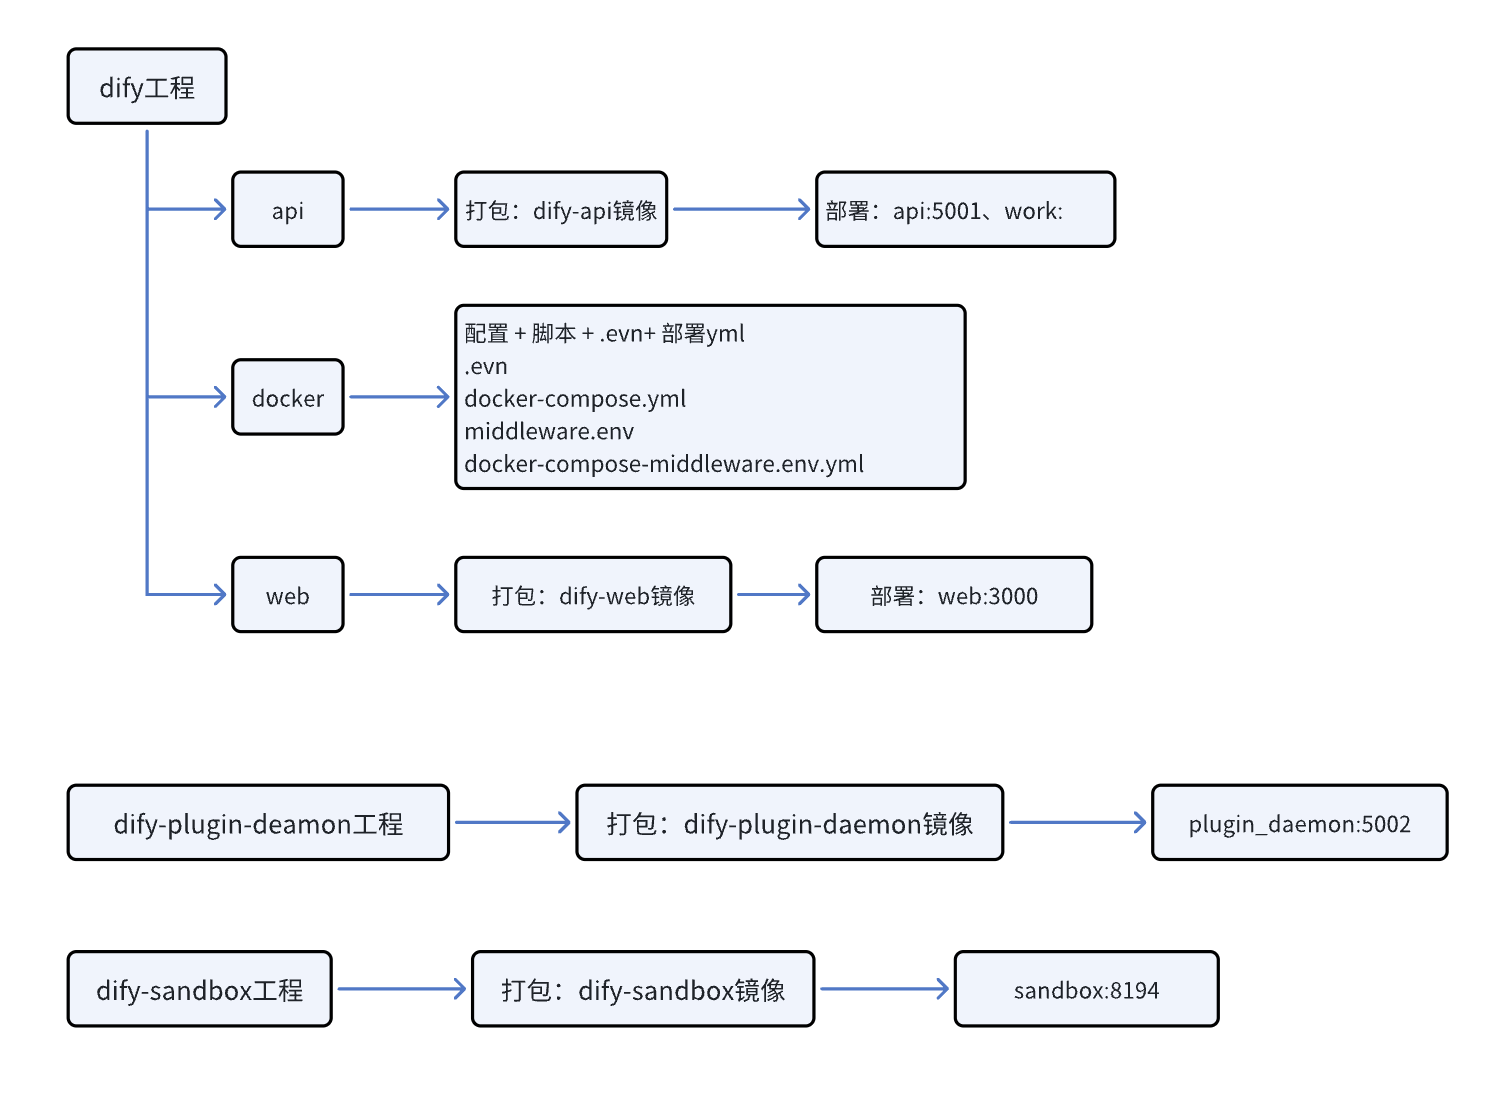 dify工程
api
打包：dify-api镜像
部署：api:5001、work:
配置 + 脚本 + .evn+ 部署yml
.evn
docker-compose.yml
middleware.env
docker-compose-middleware.env.yml
docker
web
打包：dify-web镜像
部署：web:3000
dify-plugin-deamon工程
打包：dify-plugin-daemon镜像
plugin_daemon:5002
dify-sandbox工程
打包：dify-sandbox镜像
sandbox:8194